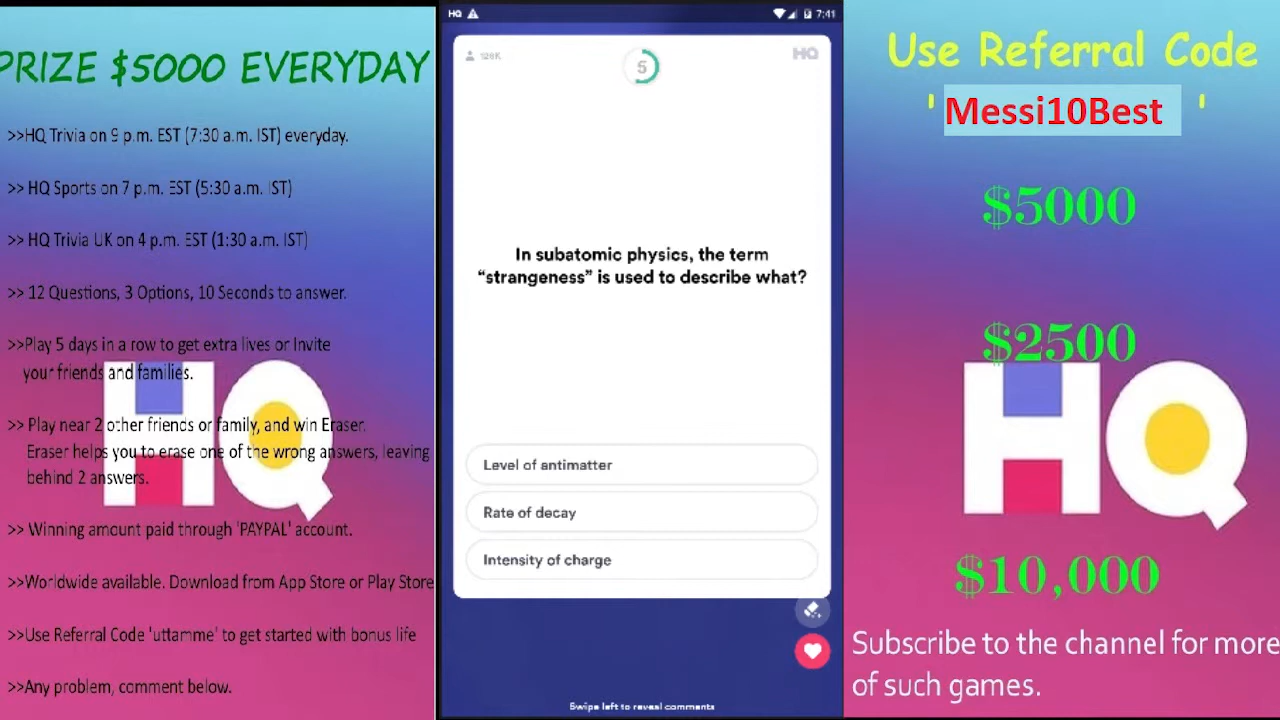 PRIZE $5000 EVERYDAY
>>HQ Trivia on 9 p.m. EST (7:30 a.m. IST) everyday.
>> HQ Sports on 7 p.m. EST (5:30 a.m. IST)
>> HQ Trivia UK on 4 p.m. EST (1:30 a.m. IST)
>> 12 Questions, 3 Options, 10 Seconds to answer.
>>Play 5 days in a row to get extra lives or Invite
your friends and families.
>> Play near 2 other friends or family, and win Eraser.
Eraser helps you to erase one of the wrong answers, leaving
behind 2 answers.
>> Winning amount paid through 'PAYPAL' account.
>>Worldwide available. Download from App Store or Play Store
>>Use Referral Code 'uttamme' to get started with bonus life
>>Any problem, comment below.
HQ
HQ
7:41
126K
5
HQ
In subatomic physics, the term
“strangeness” is used to describe what?
Level of antimatter
Rate of decay
Intensity of charge
Swipe left to reveal comments
Use Referral Code
' Messi10Best '
$5000
$2500
HQ
$10,000
Subscribe to the channel for more
of such games.